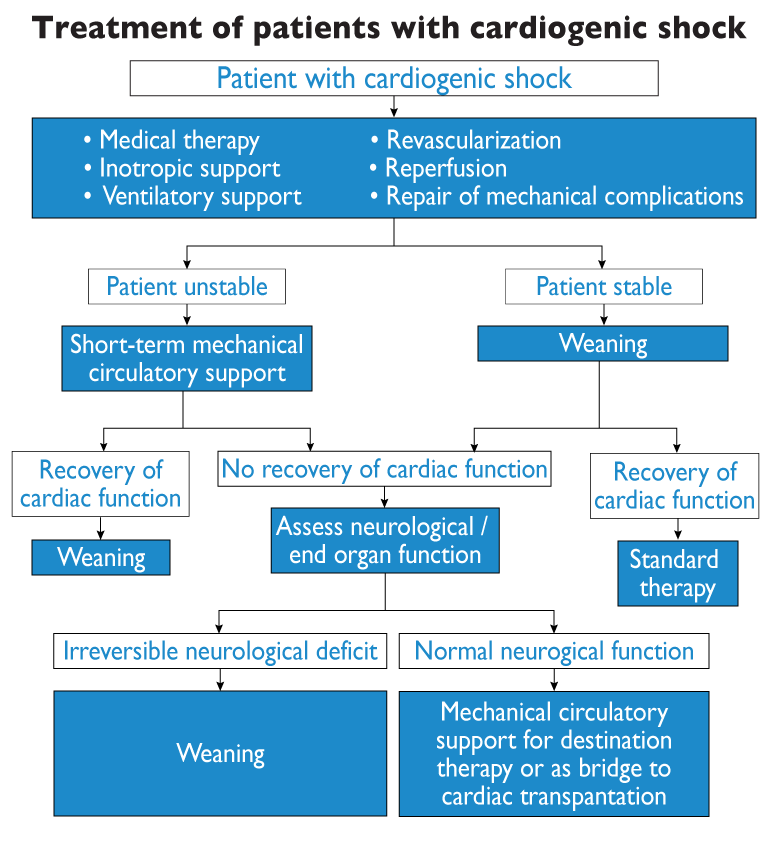 Treatment of patients with cardiogenic shock
Patient with cardiogenic shock
• Medical therapy
• Inotropic support
• Ventilatory support
• Revascularization
• Reperfusion
• Repair of mechanical complications
Patient unstable
Patient stable
Short-term mechanical
circulatory support
Weaning
Recovery of
cardiac function
No recovery of cardiac function
Recovery of
cardiac function
Weaning
Assess neurological /
end organ function
Standard
therapy
Irreversible neurological deficit
Normal neurogical function
Weaning
Mechanical circulatory
support for destination
therapy or as bridge to
cardiac transpantation